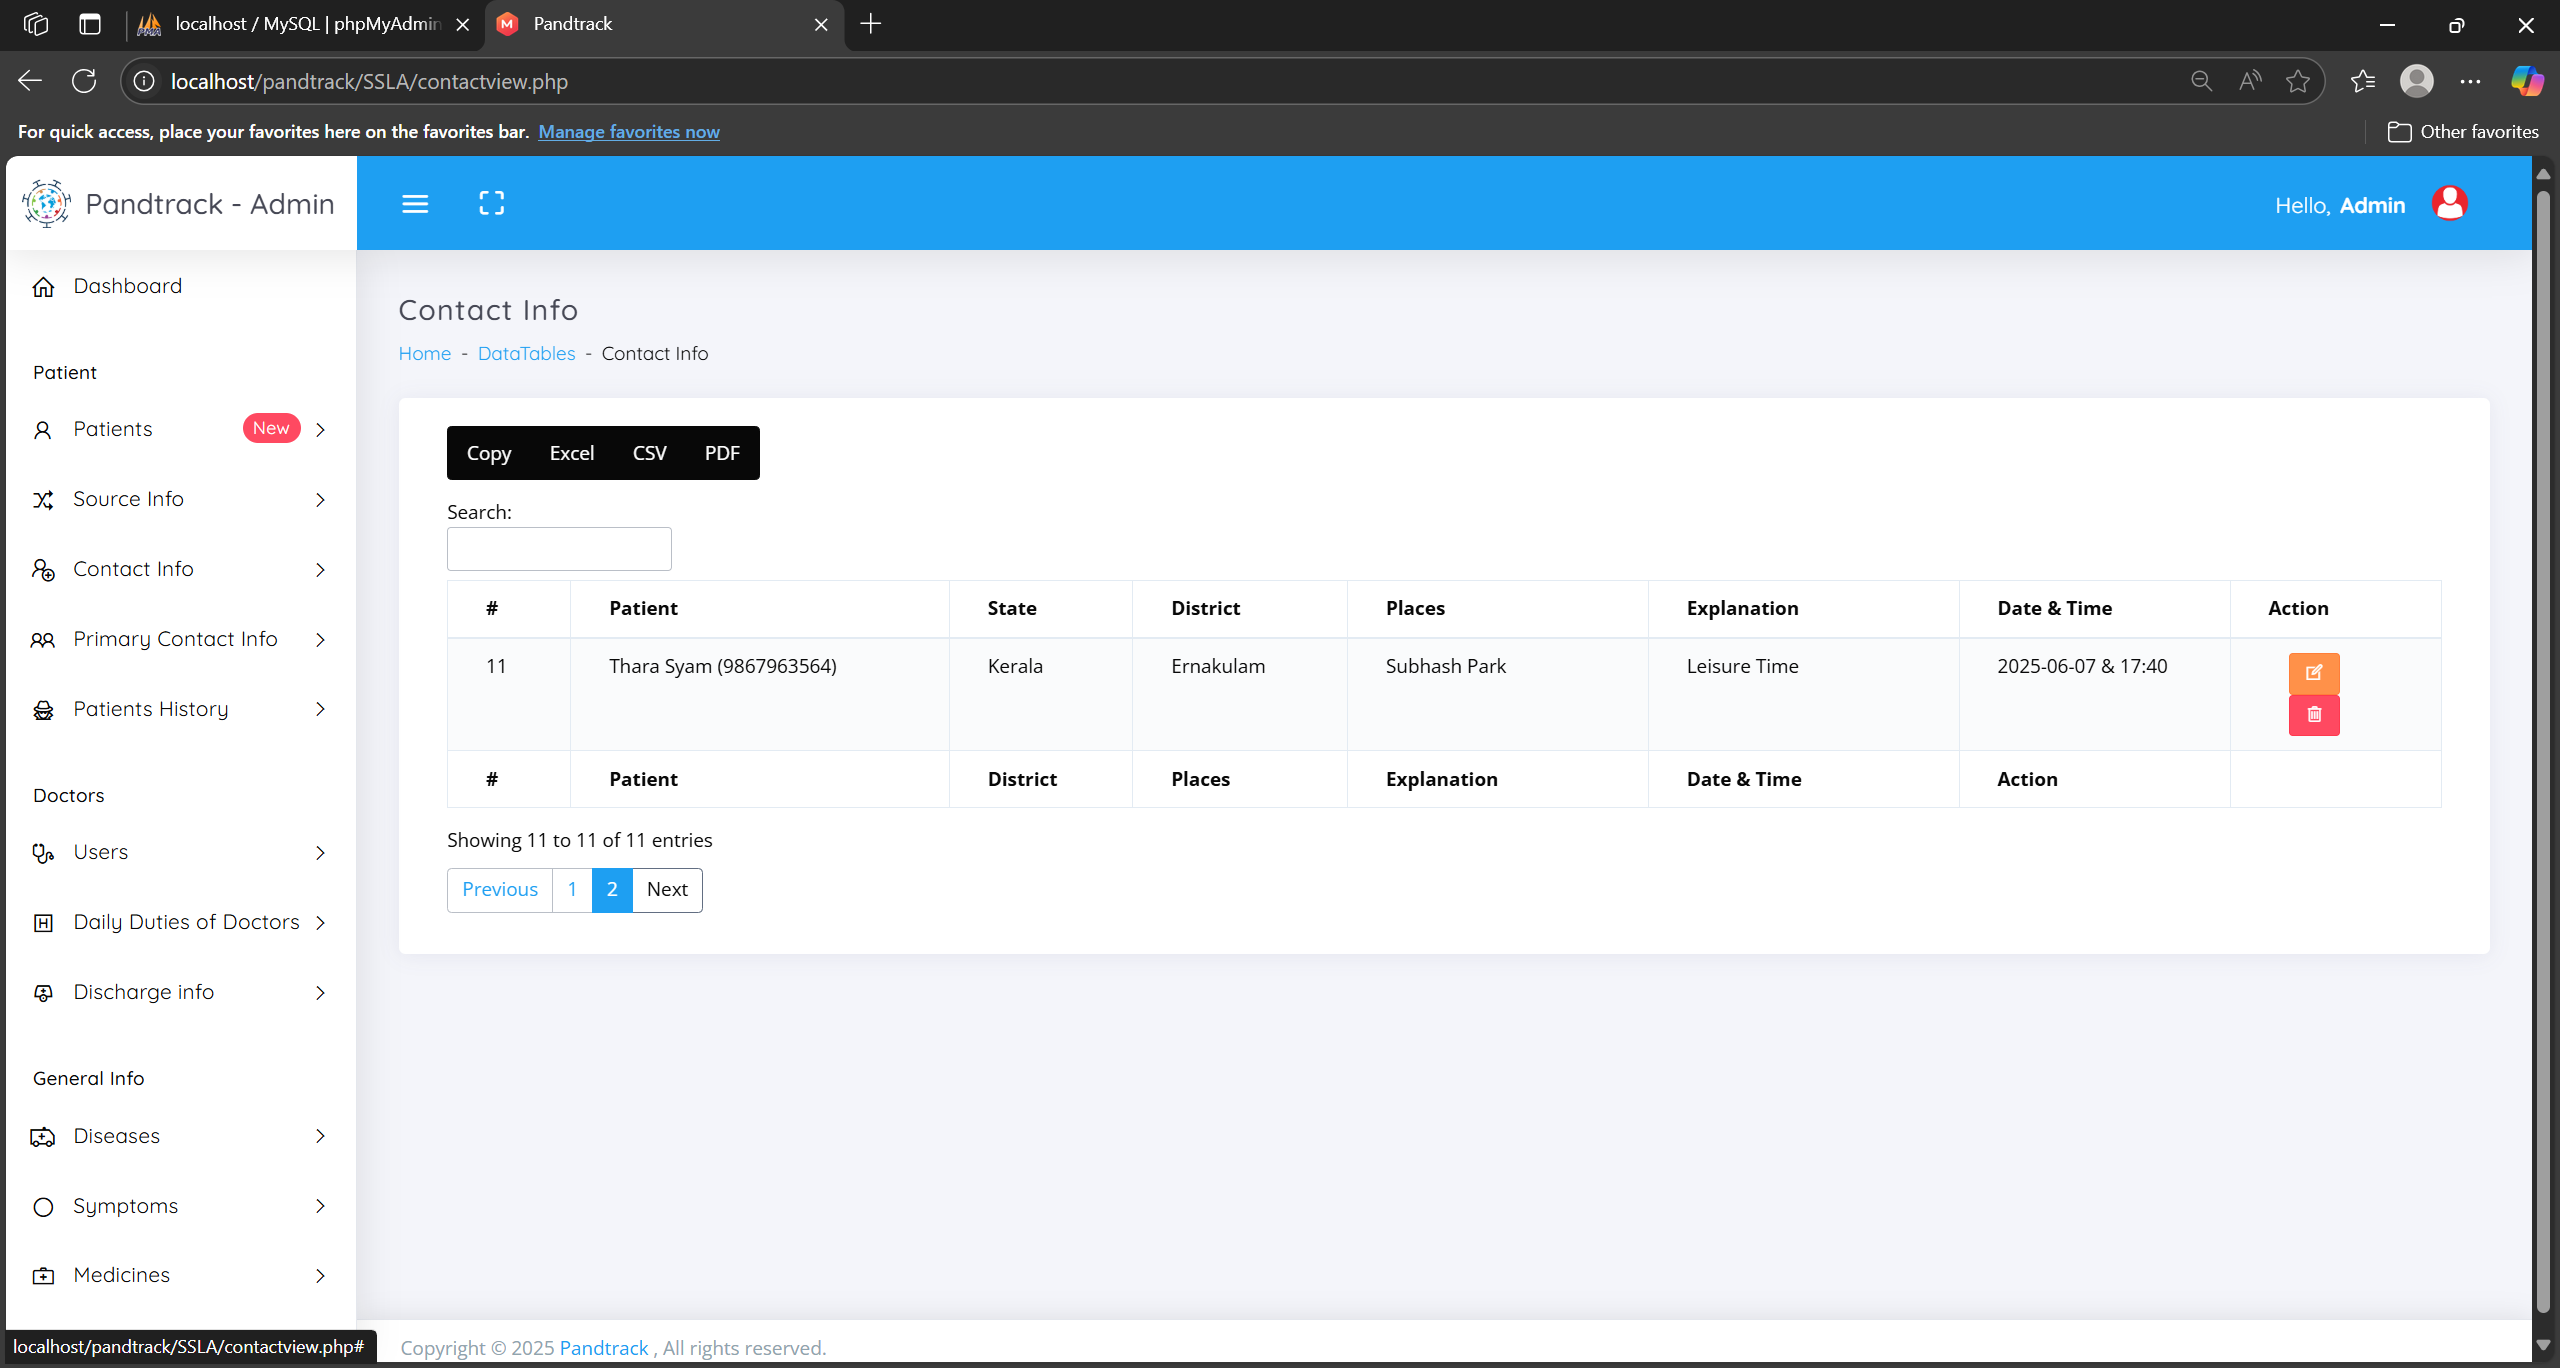 localhost / MySQL | phpMyAdmin
Pandtrack
localhost/pandtrack/SSLA/contactview.php
For quick access, place your favorites here on the favorites bar. Manage favorites now
Other favorites
Pandtrack - Admin
Hello, Admin
Dashboard
Patient
Patients New
Source Info
Contact Info
Primary Contact Info
Patients History
Doctors
Users
Daily Duties of Doctors
Discharge info
General Info
Diseases
Symptoms
Medicines
Contact Info
Home - DataTables - Contact Info
Copy Excel CSV PDF
Search:
# Patient State District Places Explanation Date & Time Action
11 Thara Syam (9867963564) Kerala Ernakulam Subhash Park Leisure Time 2025-06-07 & 17:40
# Patient District Places Explanation Date & Time Action
Showing 11 to 11 of 11 entries
Previous 1 2 Next
localhost/pandtrack/SSLA/contactview.php#
Copyright © 2025 Pandtrack , All rights reserved.